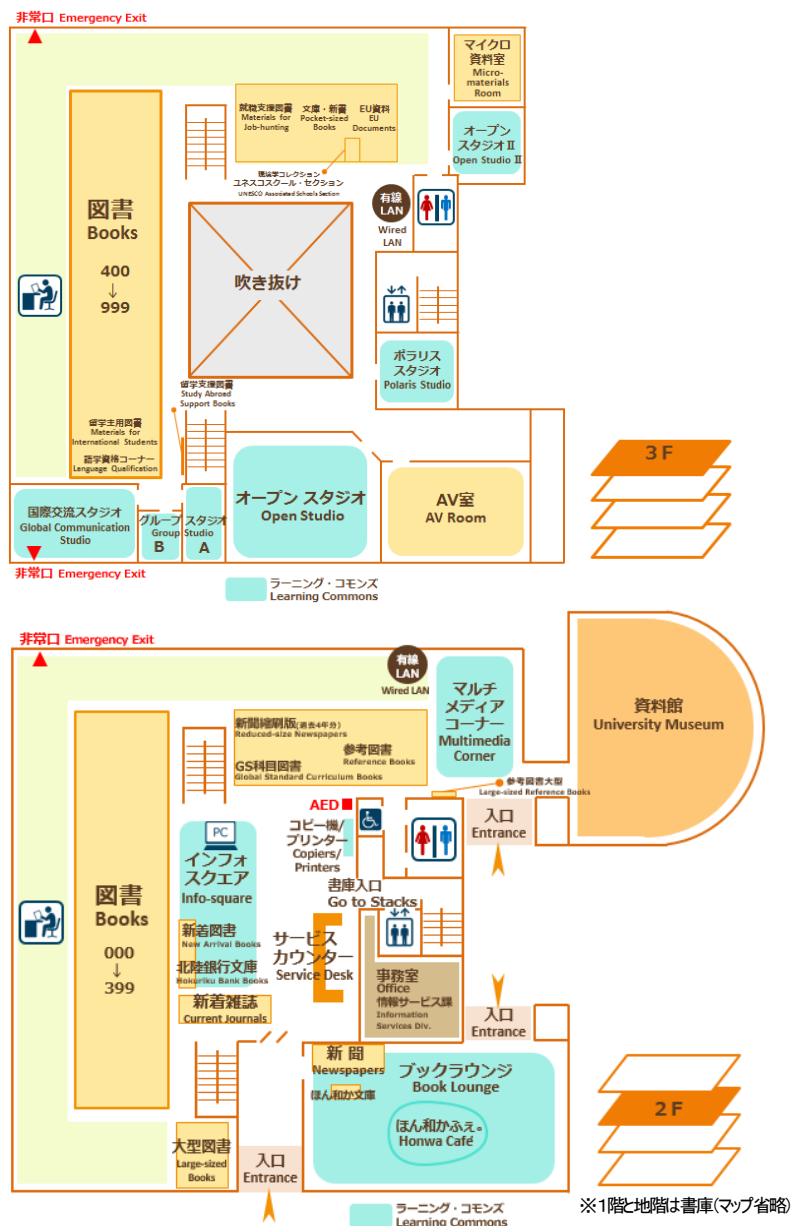 非常口 Emergency Exit
マイクロ
資料室
Micro-
materials
Room
就職支援図書
Materials for
Job-hunting
文庫・新書
Pocket-sized
Books
EU資料
EU
Documents
オープン
スタジオⅡ
Open Studio Ⅱ
環論学コレクション
ユネスコスクール・セクション
UNESCO Associated Schools Section
有線
LAN
Wired
LAN
図書
Books
400
↓
999
吹き抜け
ポラリス
スタジオ
Polaris Studio
留学支援図書
Study Abroad
Support Books
留学生用図書
Materials for
International Students
語学資格コーナー
Language Qualification
3F
国際交流スタジオ
Global Communication
Studio
グループ スタジオ
Group Studio
B
A
オープン スタジオ
Open Studio
AV室
AV Room
非常口 Emergency Exit
ラーニング・コモンズ
Learning Commons
非常口 Emergency Exit
有線
LAN
Wired LAN
マルチ
メディア
コーナー
Multimedia
Corner
資料館
University Museum
新聞縮刷版(過去4年分)
Reduced-size Newspapers
参考図書
Reference Books
GS科目図書
Global Standard Curriculum Books
参考図書大型
Large-sized Reference Books
AED
コピー機/
プリンター
Copiers/
Printers
入口
Entrance
PC
インフォ
スクエア
Info-square
書庫入口
Go to Stacks
図書
Books
000
↓
399
新着図書
New Arrival Books
北陸銀行文庫
Hokuriku Bank Books
サービス
カウンター
Service Desk
事務室
Office
情報サービス課
Information
Services Div.
新着雑誌
Current Journals
入口
Entrance
新 聞
Newspapers
ほん和か文庫
ブックラウンジ
Book Lounge
ほん和かふぇ。
Honwa Café
2F
大型図書
Large-sized
Books
入口
Entrance
ラーニング・コモンズ
Learning Commons
※1階と地階は書庫(マップ省略)